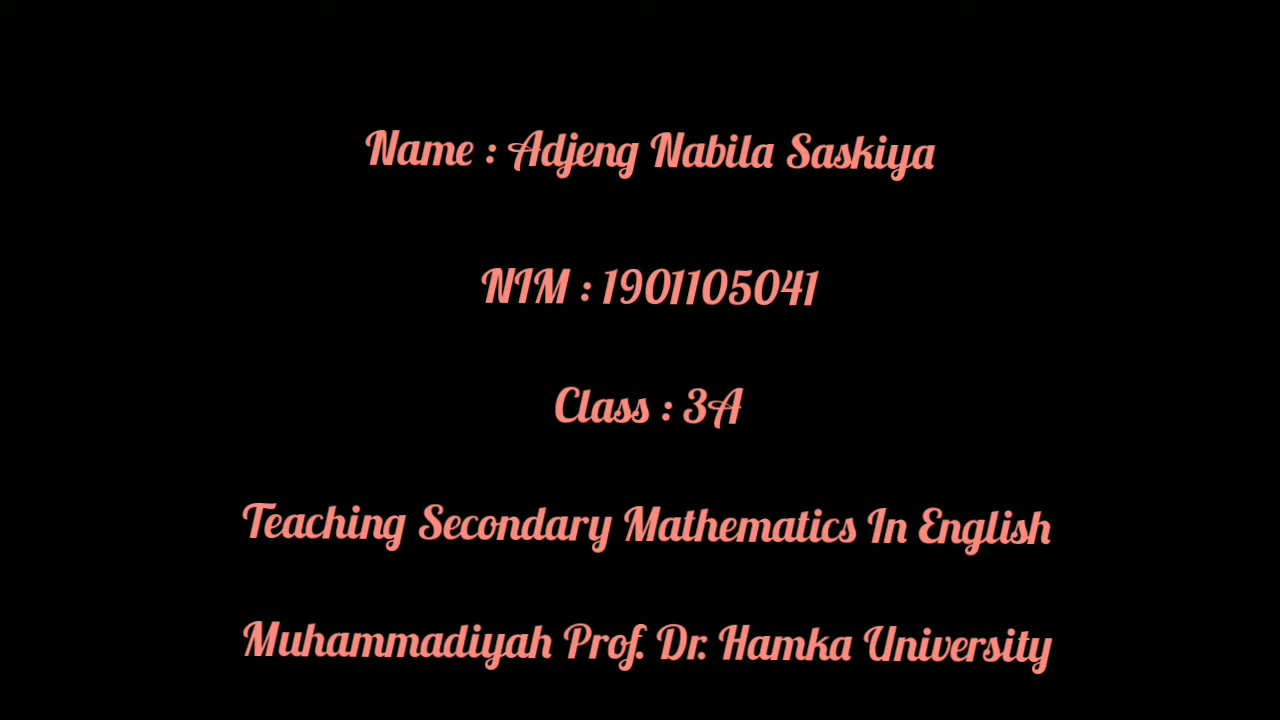 Name : Adjeng Nabila Saskiya
NIM : 1901105041
Class : 3A
Teaching Secondary Mathematics In English
Muhammadiyah Prof. Dr. Hamka University